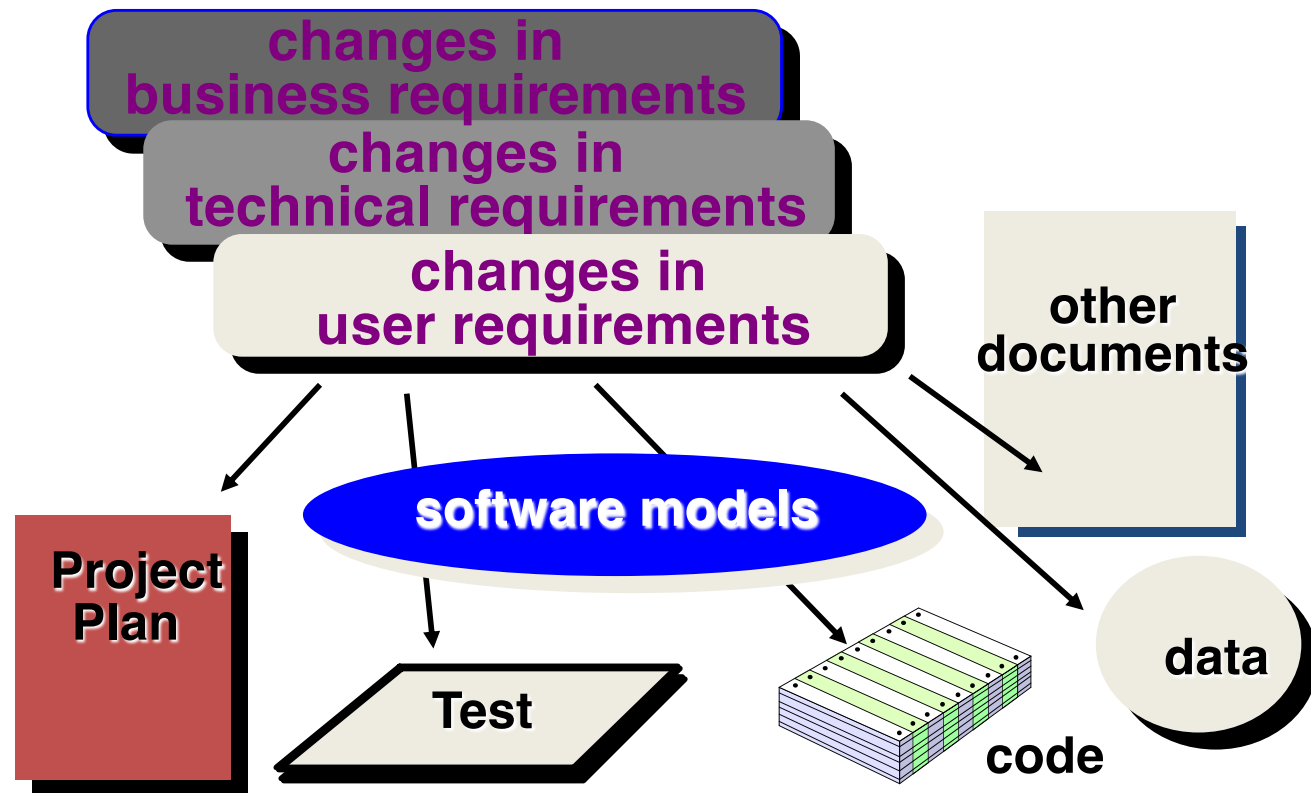 changes in
business requirements
changes in
technical requirements
changes in
user requirements
other
documents
software models
Project
Plan
Test
code
data